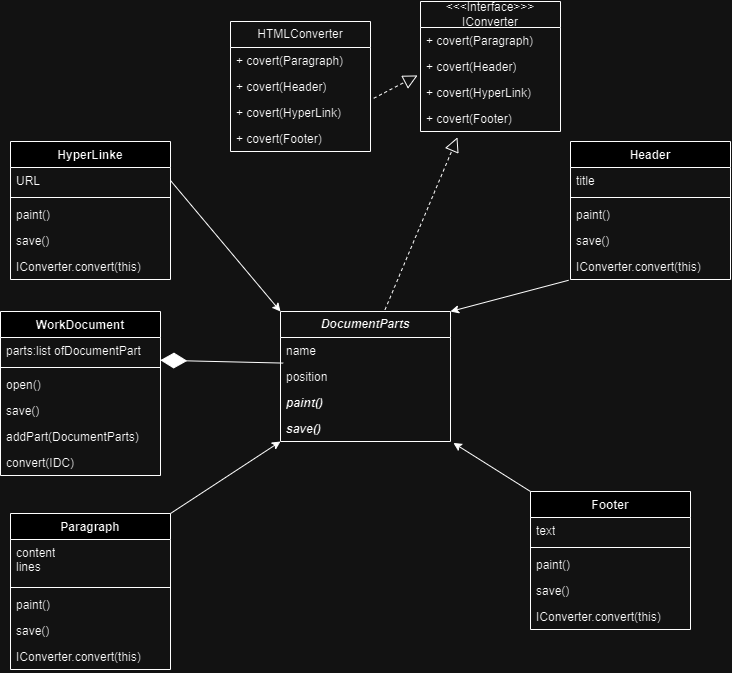 <<<Interface>>>
IConverter
+ covert(Paragraph)
+ covert(Header)
+ covert(HyperLink)
+ covert(Footer)
HTMLConverter
+ covert(Paragraph)
+ covert(Header)
+ covert(HyperLink)
+ covert(Footer)
HyperLinke
URL
paint()
save()
IConverter.convert(this)
Header
title
paint()
save()
IConverter.convert(this)
WorkDocument
parts:list ofDocumentPart
open()
save()
addPart(DocumentParts)
convert(IDC)
DocumentParts
name
position
paint()
save()
Paragraph
content
lines
paint()
save()
IConverter.convert(this)
Footer
text
paint()
save()
IConverter.convert(this)